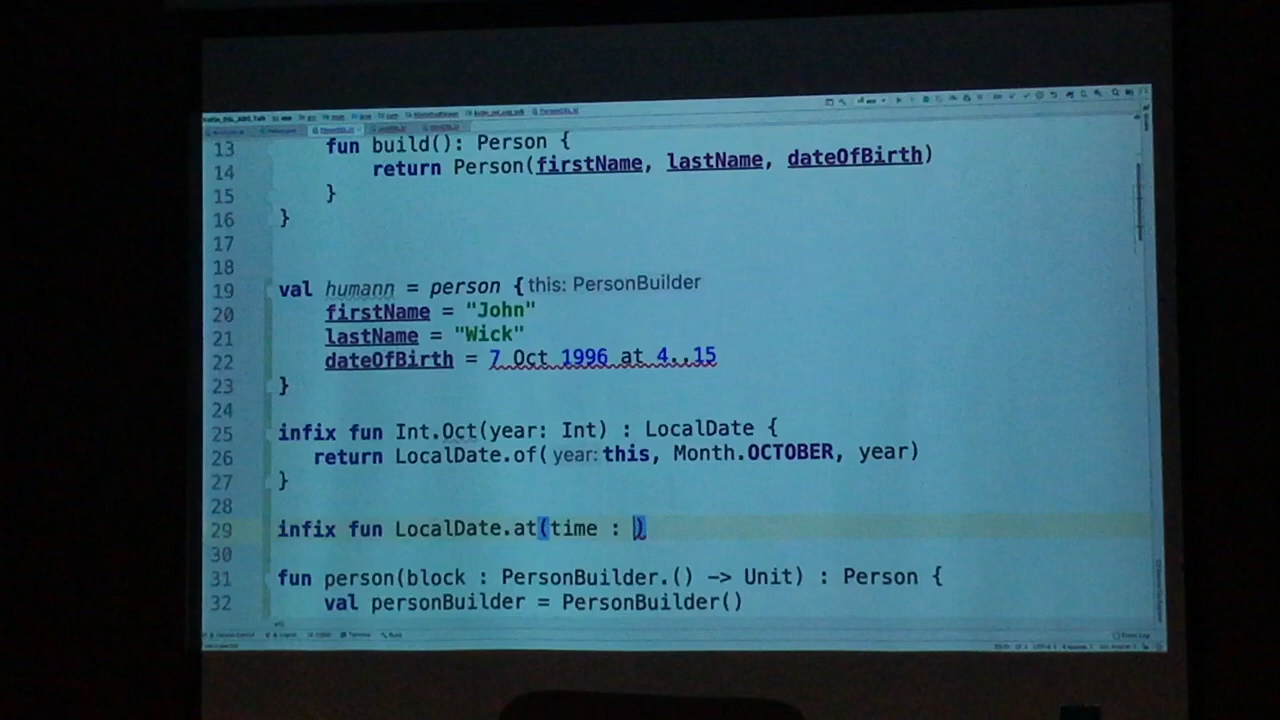 13 fun build(): Person {
14 return Person(firstName, lastName, dateOfBirth)
15 }
16 }
17
18
19 val humann = person { this: PersonBuilder
20 firstName = "John"
21 lastName = "Wick"
22 dateOfBirth = 7 Oct 1996 at 4..15
23 }
24
25 infix fun Int.Oct(year: Int) : LocalDate {
26 return LocalDate.of( year: this, Month.OCTOBER, year)
27 }
28
29 infix fun LocalDate.at(time : )
30
31 fun person(block : PersonBuilder.() -> Unit) : Person {
32 val personBuilder = PersonBuilder()